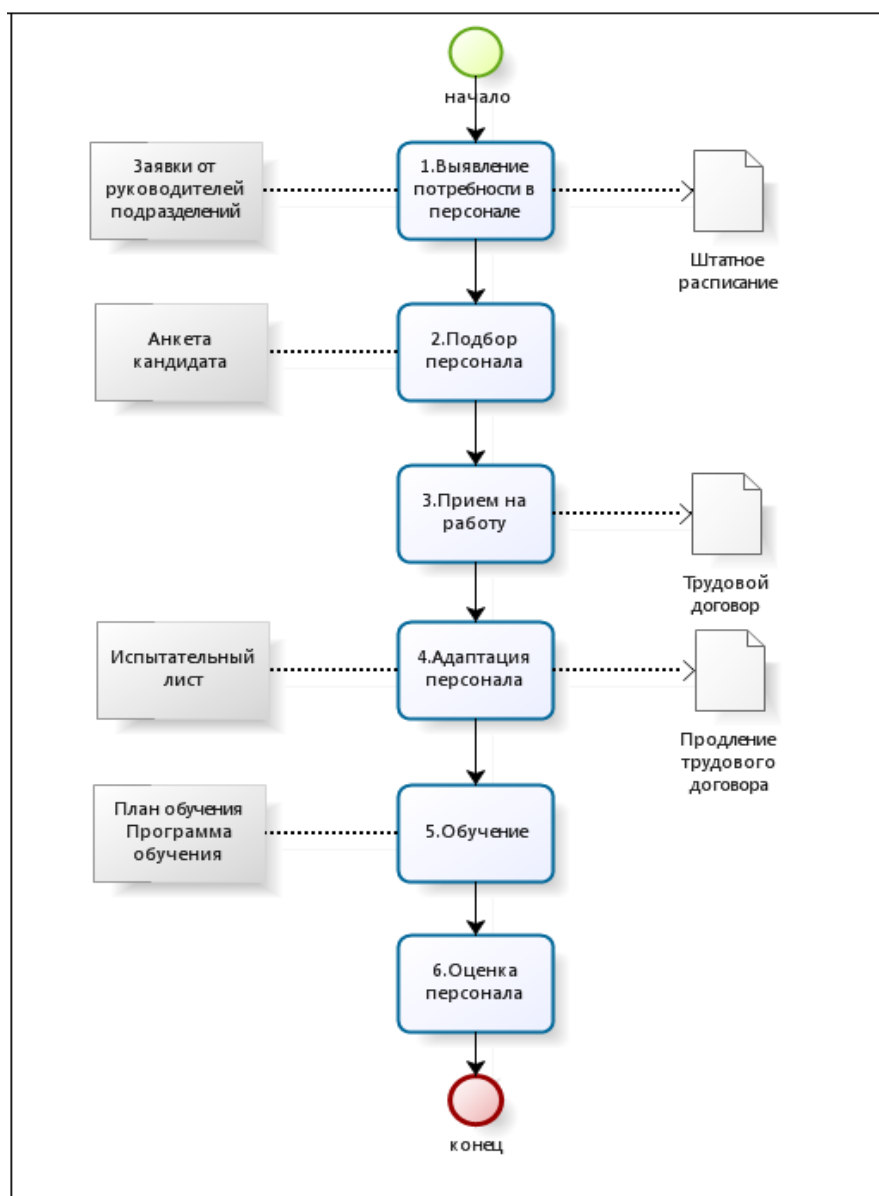 начало
Заявки от
руководителей
подразделений
1.Выявление
потребности в
персонале
Штатное
расписание
Анкета
кандидата
2.Подбор
персонала
3.Прием на
работу
Трудовой
договор
Испытательный
лист
4.Адаптация
персонала
Продление
трудового
договора
План обучения
Программа
обучения
5.Обучение
6.Оценка
персонала
конец